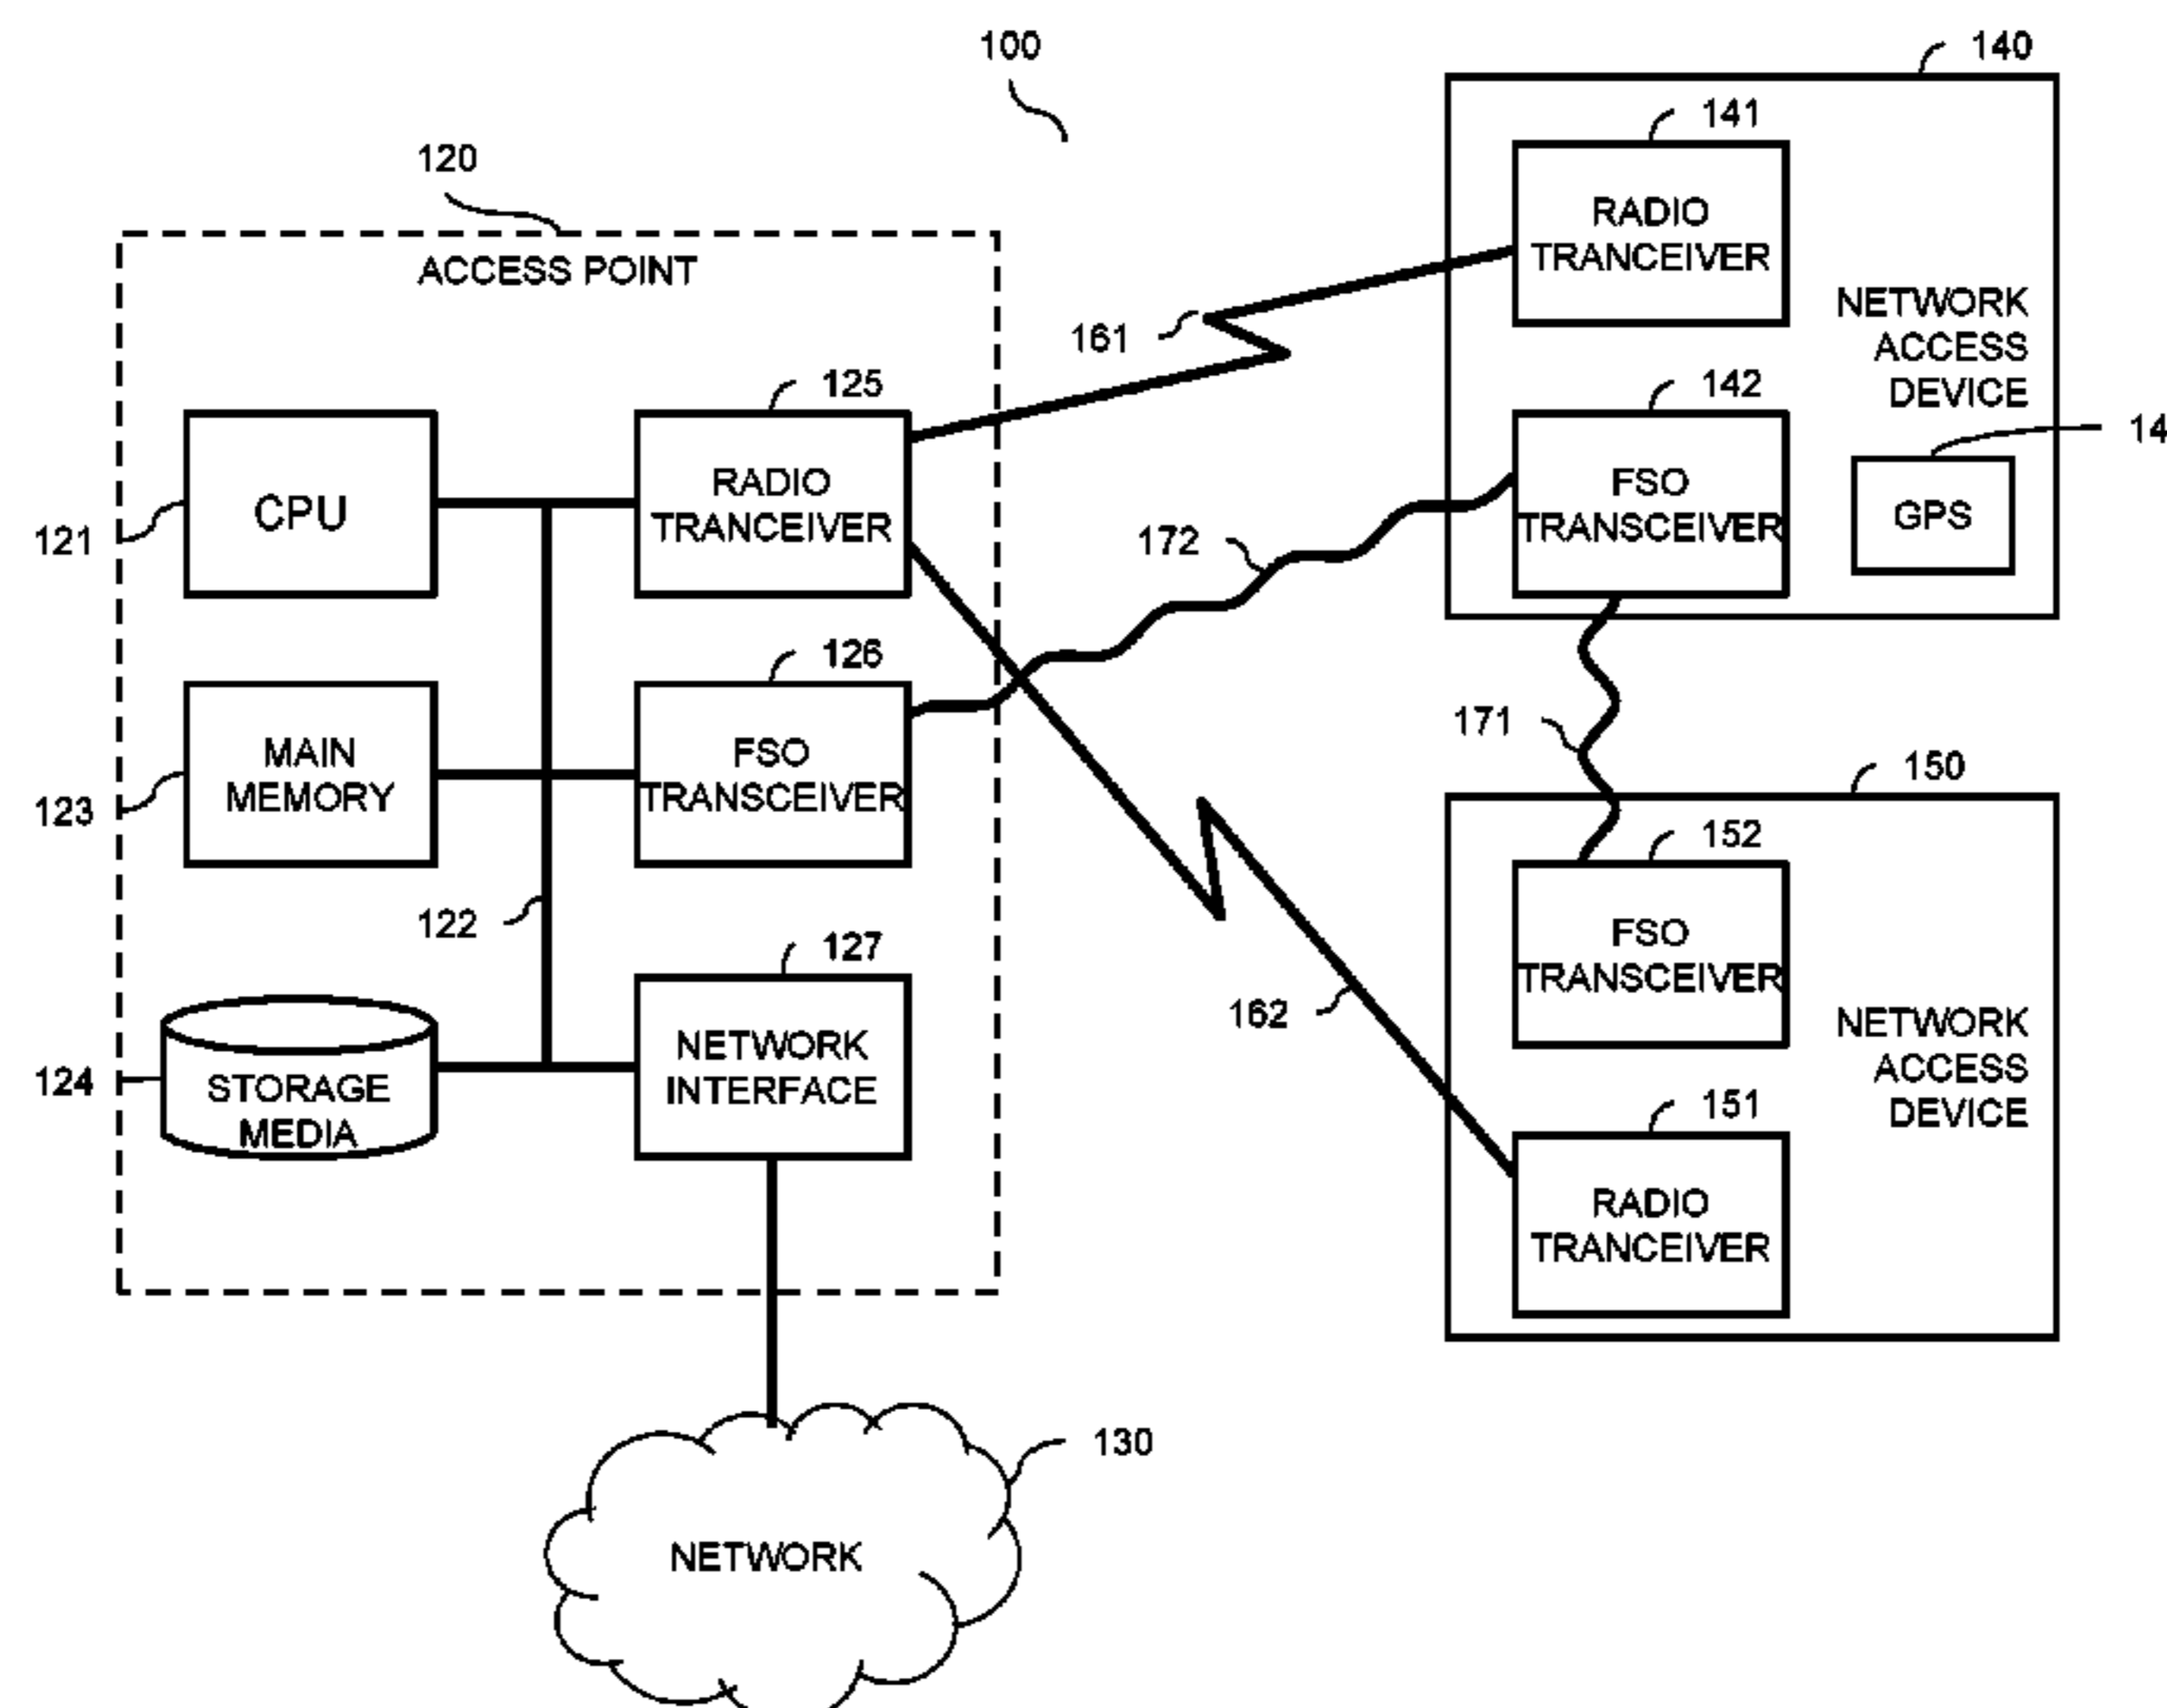 100
140
141
RADIO
TRANCEIVER
NETWORK
ACCESS
DEVICE
142
FSO
TRANSCEIVER
14
GPS
120
ACCESS POINT
161
125
CPU
RADIO
TRANCEIVER
121
172
126
MAIN
MEMORY
FSO
TRANSCEIVER
123
171
150
152
FSO
TRANSCEIVER
NETWORK
ACCESS
DEVICE
122
127
162
NETWORK
INTERFACE
124
STORAGE
MEDIA
151
RADIO
TRANCEIVER
130
NETWORK